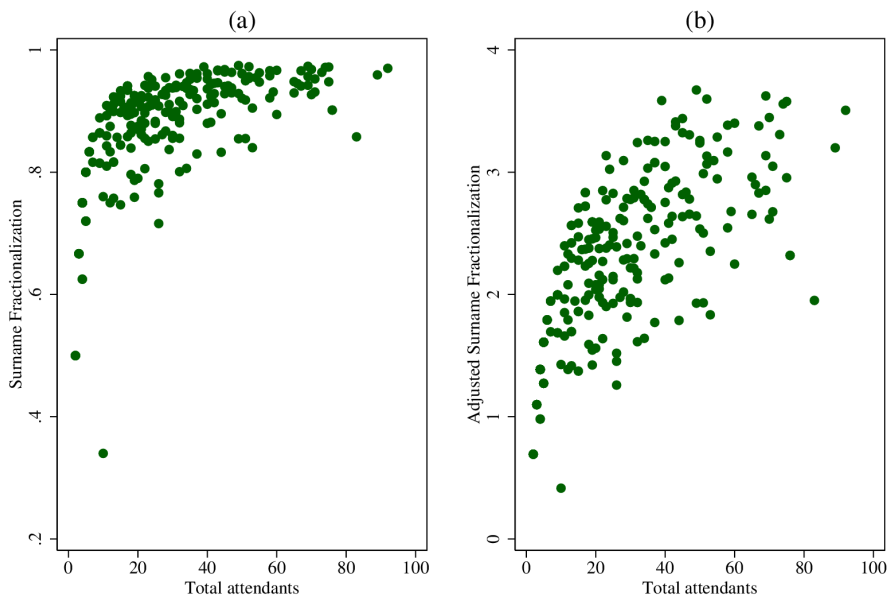 (a)
Surname Fractionalization
1
.8
.6
.4
.2
0 20 40 60 80 100
Total attendants
(b)
Adjusted Surname Fractionalization
4
3
2
1
0
0 20 40 60 80 100
Total attendants